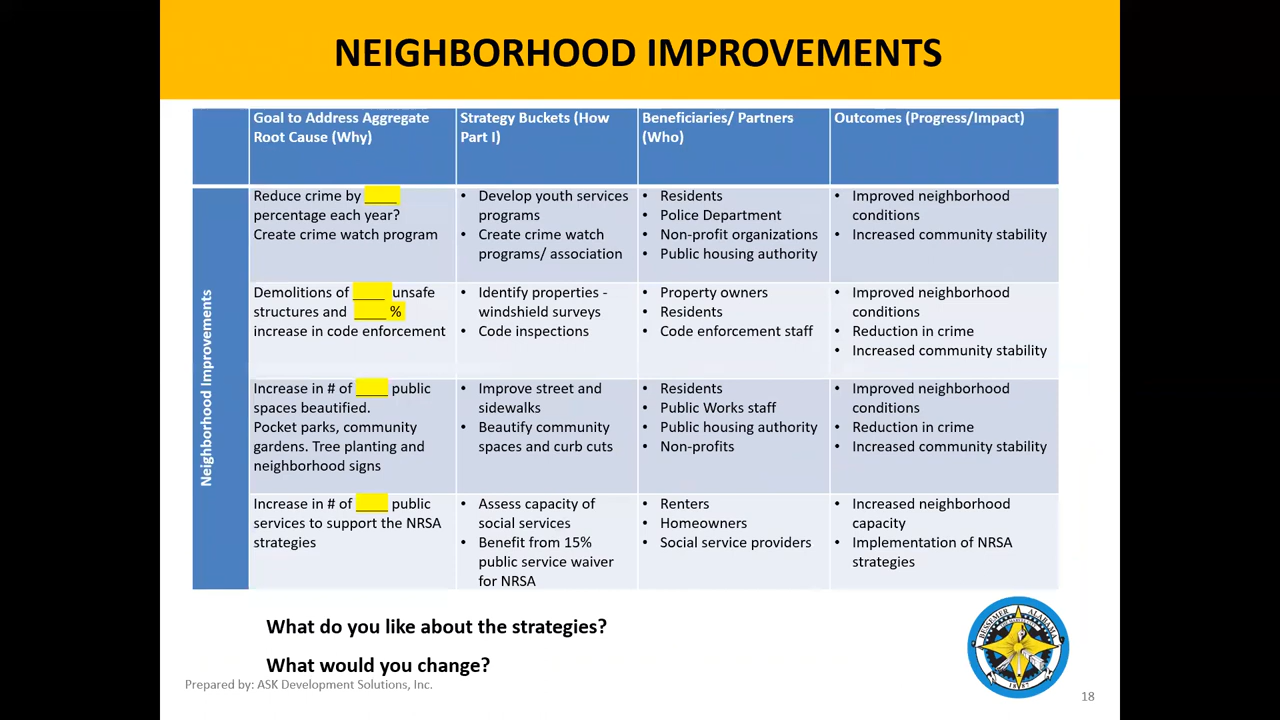 NEIGHBORHOOD IMPROVEMENTS
Goal to Address Aggregate
Root Cause (Why)
Strategy Buckets (How
Part I)
Beneficiaries/ Partners
(Who)
Outcomes (Progress/Impact)
Neighborhood Improvements
Reduce crime by ____
percentage each year?
Create crime watch program
• Develop youth services
programs
• Create crime watch
programs/ association
• Residents
• Police Department
• Non-profit organizations
• Public housing authority
• Improved neighborhood
conditions
• Increased community stability
Demolitions of ____ unsafe
structures and ____ %
increase in code enforcement
• Identify properties -
windshield surveys
• Code inspections
• Property owners
• Residents
• Code enforcement staff
• Improved neighborhood
conditions
• Reduction in crime
• Increased community stability
Increase in # of ____ public
spaces beautified.
Pocket parks, community
gardens. Tree planting and
neighborhood signs
• Improve street and
sidewalks
• Beautify community
spaces and curb cuts
• Residents
• Public Works staff
• Public housing authority
• Non-profits
• Improved neighborhood
conditions
• Reduction in crime
• Increased community stability
Increase in # of ____ public
services to support the NRSA
strategies
• Assess capacity of
social services
• Benefit from 15%
public service waiver
for NRSA
• Renters
• Homeowners
• Social service providers
• Increased neighborhood
capacity
• Implementation of NRSA
strategies
What do you like about the strategies?
What would you change?
Prepared by: ASK Development Solutions, Inc.
BESSEMER ALABAMA
1887
18